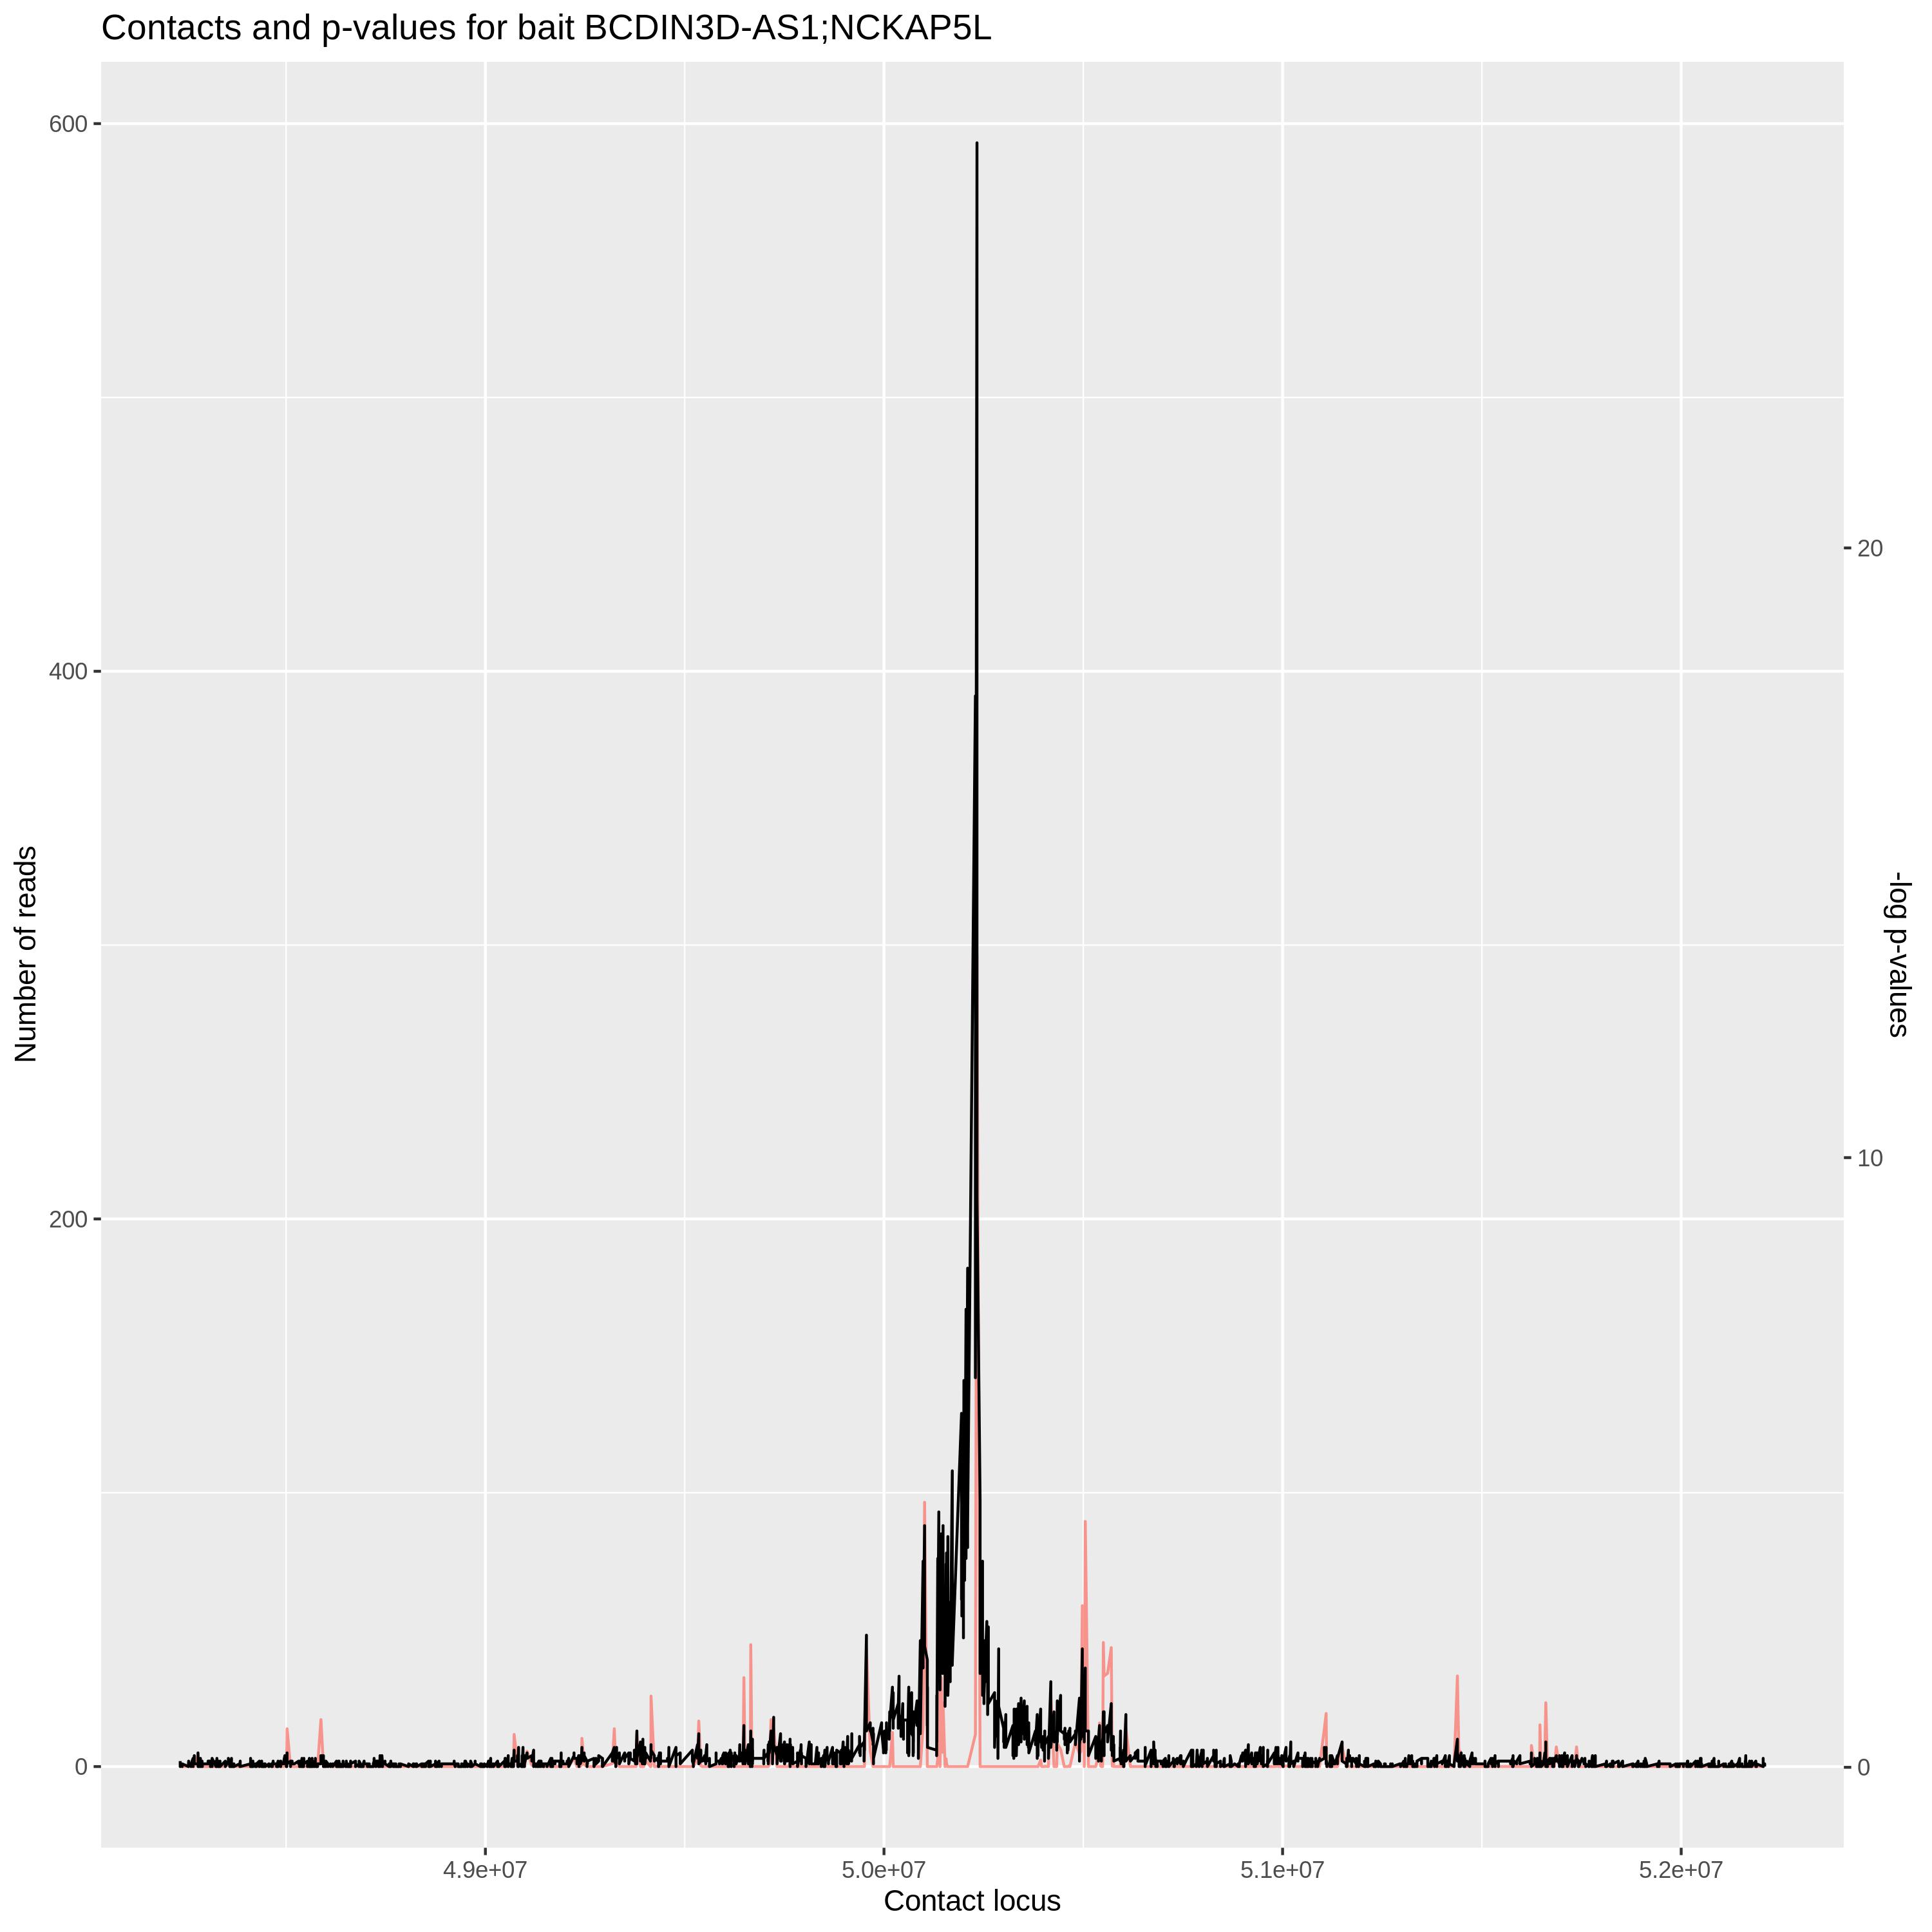 Contacts and p-values for bait BCDIN3D-AS1;NCKAP5L
600
400
200
0
Number of reads
20
10
0
-log p-values
4.9e+07 5.0e+07 5.1e+07 5.2e+07
Contact locus